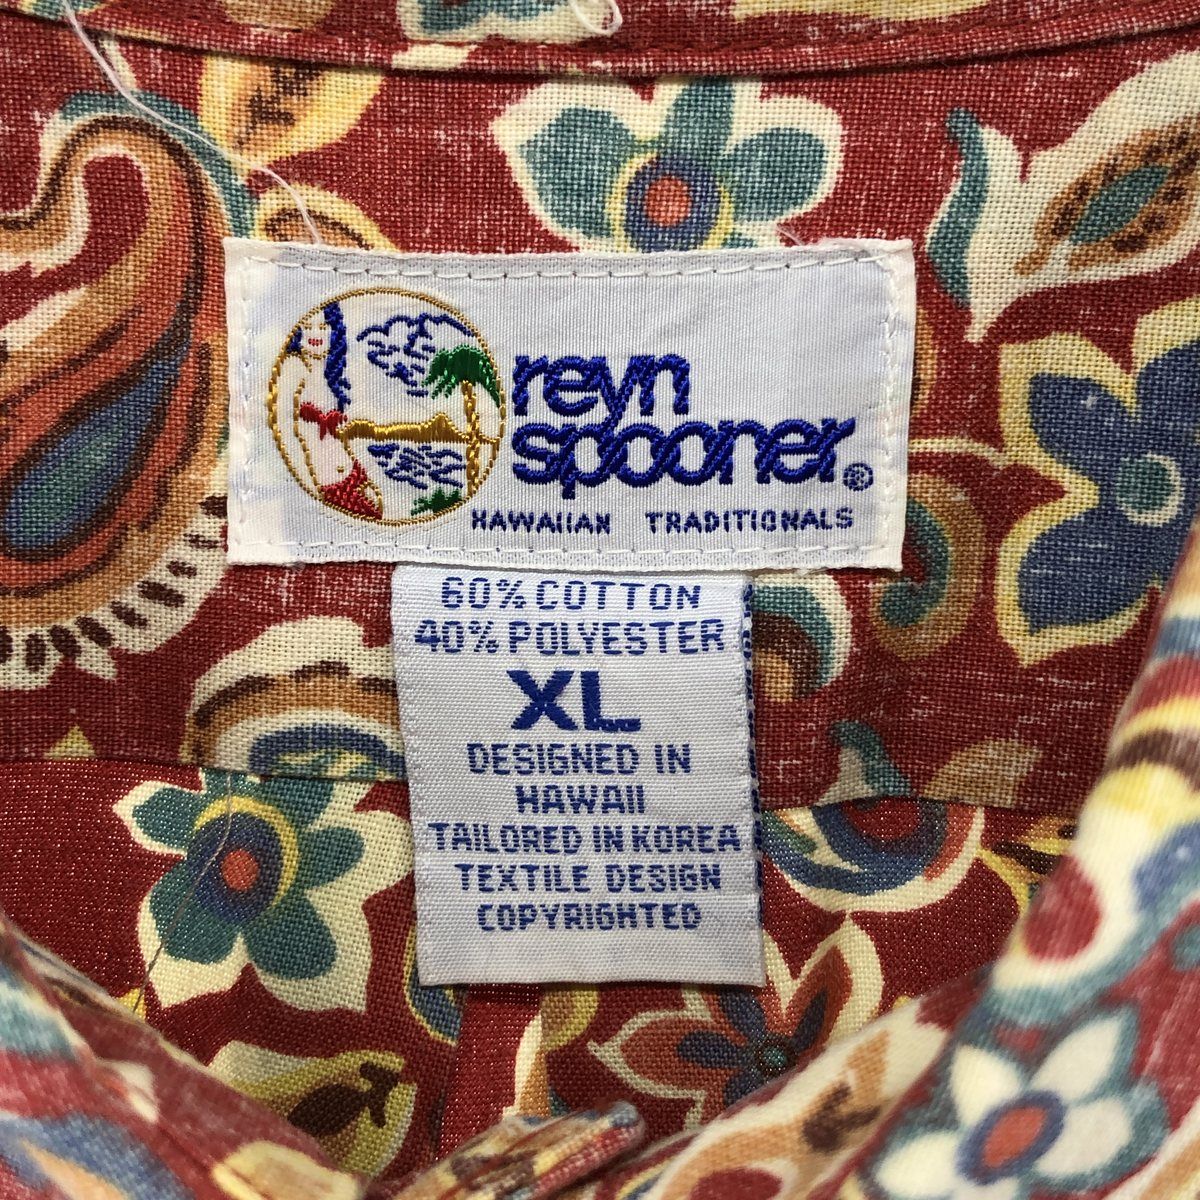 reyn
spooner®
HAWAIIAN TRADITIONALS
60% COTTON
40% POLYESTER
XL
DESIGNED IN
HAWAII
TAILORED IN KOREA
TEXTILE DESIGN
COPYRIGHTED